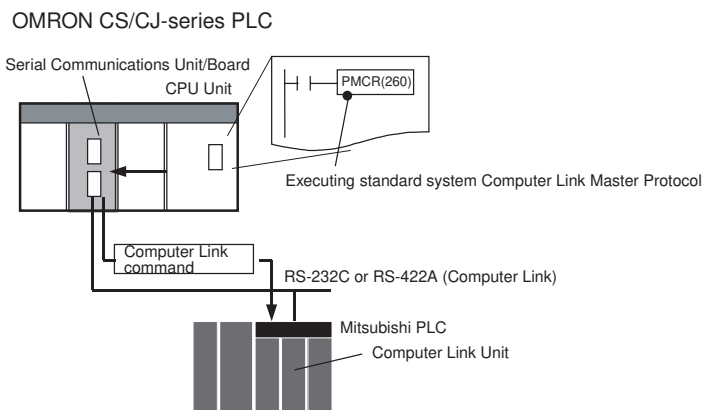 OMRON CS/CJ-series PLC
Serial Communications Unit/Board
CPU Unit
PMCR(260)
Executing standard system Computer Link Master Protocol
Computer Link
command
RS-232C or RS-422A (Computer Link)
Mitsubishi PLC
Computer Link Unit